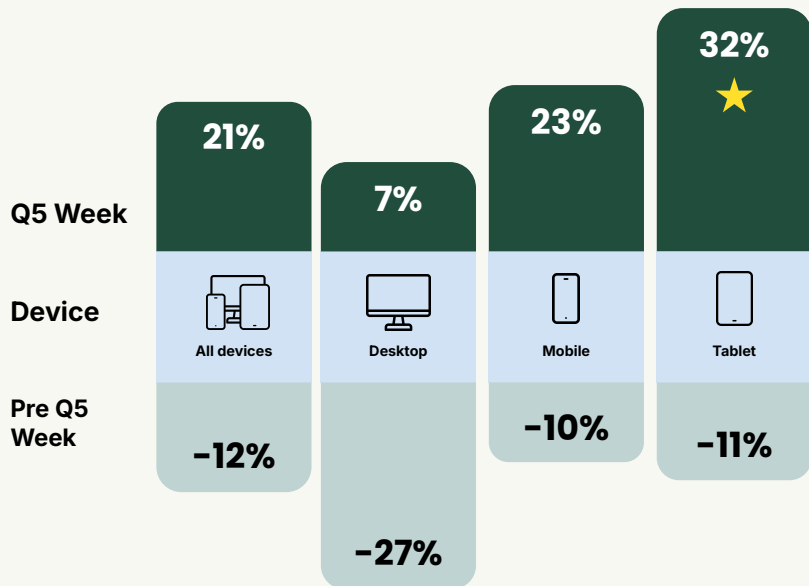 32%
21%
23%
7%
Q5 Week
Device
All devices
Desktop
Mobile
Tablet
Pre Q5
Week
-12%
-10%
-11%
-27%